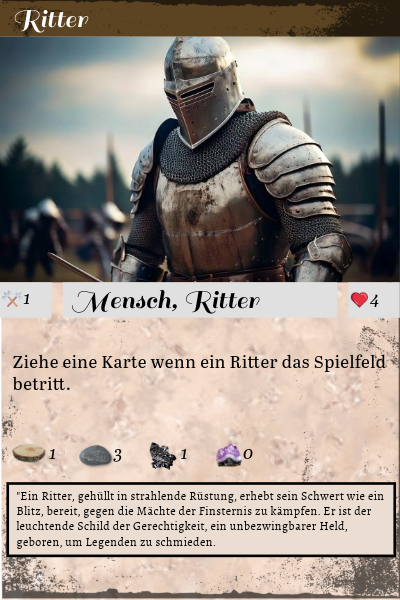 Ritter
1
Mensch, Ritter
4
Ziehe eine Karte wenn ein Ritter das Spielfeld
betritt.
1 3 1 0
"Ein Ritter, gehüllt in strahlende Rüstung, erhebt sein Schwert wie ein
Blitz, bereit, gegen die Mächte der Finsternis zu kämpfen. Er ist der
leuchtende Schild der Gerechtigkeit, ein unbezwingbarer Held,
geboren, um Legenden zu schmieden.